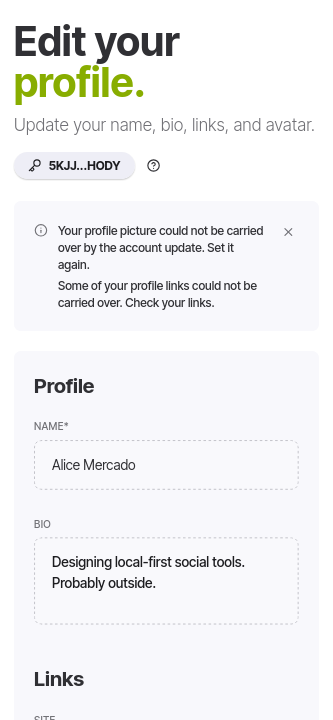 Edit your
profile.
Update your name, bio, links, and avatar.
5KJJ...HODY
Your profile picture could not be carried
over by the account update. Set it
again.
Some of your profile links could not be
carried over. Check your links.
Profile
NAME*
Alice Mercado
BIO
Designing local-first social tools.
Probably outside.
Links
SITE